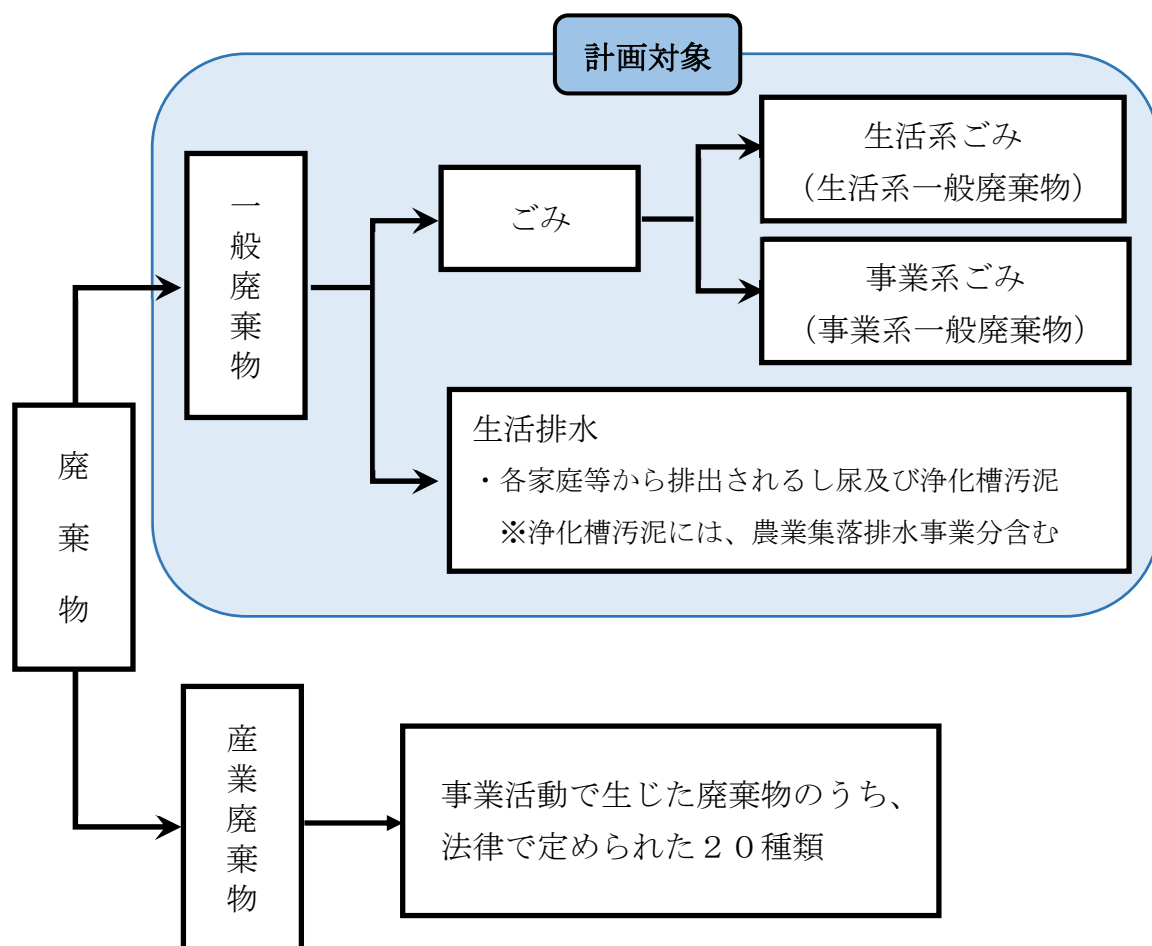 計画対象
廃棄物
一般廃棄物
ごみ
生活系ごみ
（生活系一般廃棄物）
事業系ごみ
（事業系一般廃棄物）
生活排水
・各家庭等から排出されるし尿及び浄化槽汚泥
※浄化槽汚泥には、農業集落排水事業分含む
産業廃棄物
事業活動で生じた廃棄物のうち、
法律で定められた２０種類